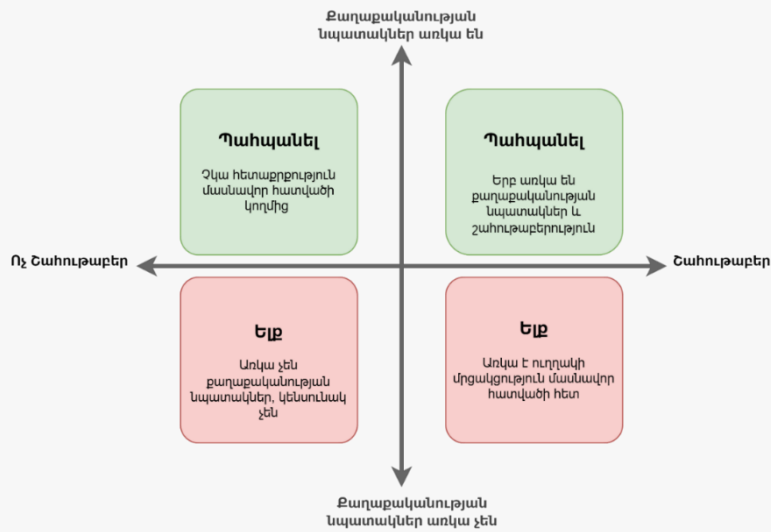 Քաղաքականության
նպատակներ առկա են
Պահպանել
Չկա հետաքրքություն
մասնավոր հատվածի
կողմից
Պահպանել
Երբ առկա են
քաղաքականության
նպատակներ և
շահութաբերություն
Ոչ Շահութաբեր
Շահութաբեր
Ելք
Առկա չեն
քաղաքականության
նպատակներ, կենսունակ
չեն
Ելք
Առկա է ուղղակի
մրցակցություն մասնավոր
հատվածի հետ
Քաղաքականության
նպատակներ առկա չեն